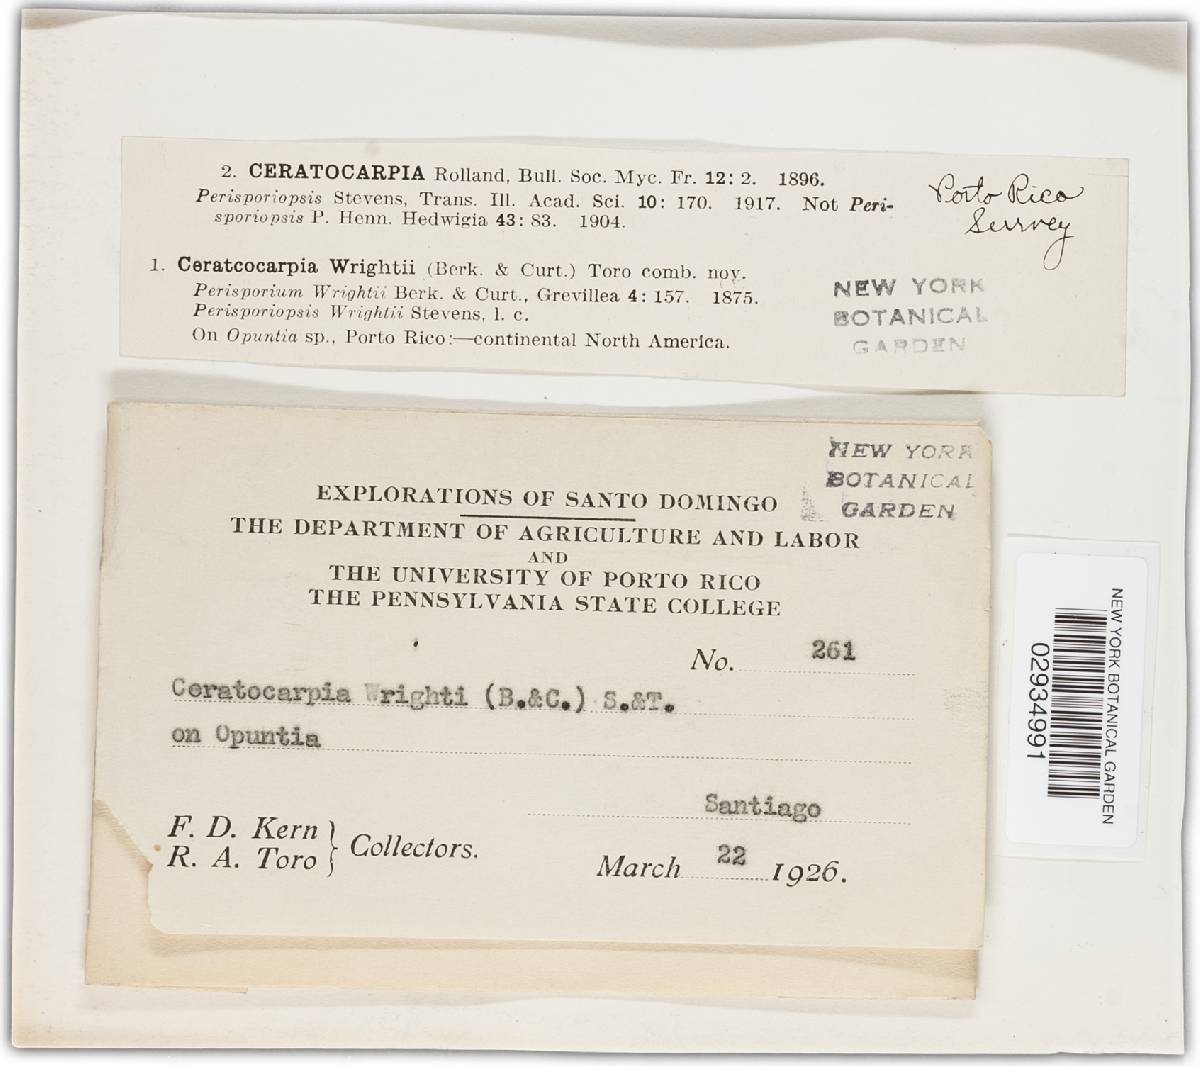 2. CERATOCARPIA Rolland, Bull. Soc. Myc. Fr. 12: 2. 1896.
Perisporiopsis Stevens, Trans. Ill. Acad. Sci. 10: 170. 1917. Not Peri-
sporiopsis P. Henn. Hedwigia 43: 83. 1904.
Porto Rico
Survey
1. Ceratcocarpia Wrightii (Berk. & Curt.) Toro comb. nov.
Perisporium Wrightii Berk. & Curt., Grevillea 4: 157. 1875.
Perisporiopsis Wrightii Stevens, l. c.
On Opuntia sp., Porto Rico:—continental North America.
NEW YORK
BOTANICAL
GARDEN
NEW YORK
BOTANICAL
GARDEN
EXPLORATIONS OF SANTO DOMINGO
THE DEPARTMENT OF AGRICULTURE AND LABOR
AND
THE UNIVERSITY OF PORTO RICO
THE PENNSYLVANIA STATE COLLEGE
No. 261
Ceratocarpia Wrighti (B.&C.) S.&T.
on Opuntia
Santiago
F. D. Kern
R. A. Toro } Collectors.
March 22 1926.
NEW YORK BOTANICAL GARDEN
02934991